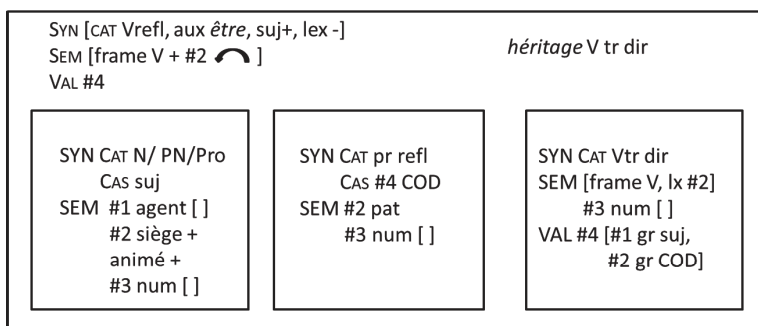 SYN [CAT Vrefl, aux être, suj+, lex -]
SEM [frame V + #2 ]
VAL #4
héritage V tr dir
SYN CAT N/ PN/Pro
CAS suj
SEM #1 agent [ ]
#2 siège +
animé +
#3 num [ ]
SYN CAT pr refl
CAS #4 COD
SEM #2 pat
#3 num [ ]
SYN CAT Vtr dir
SEM [frame V, lx #2]
#3 num [ ]
VAL #4 [#1 gr suj,
#2 gr COD]